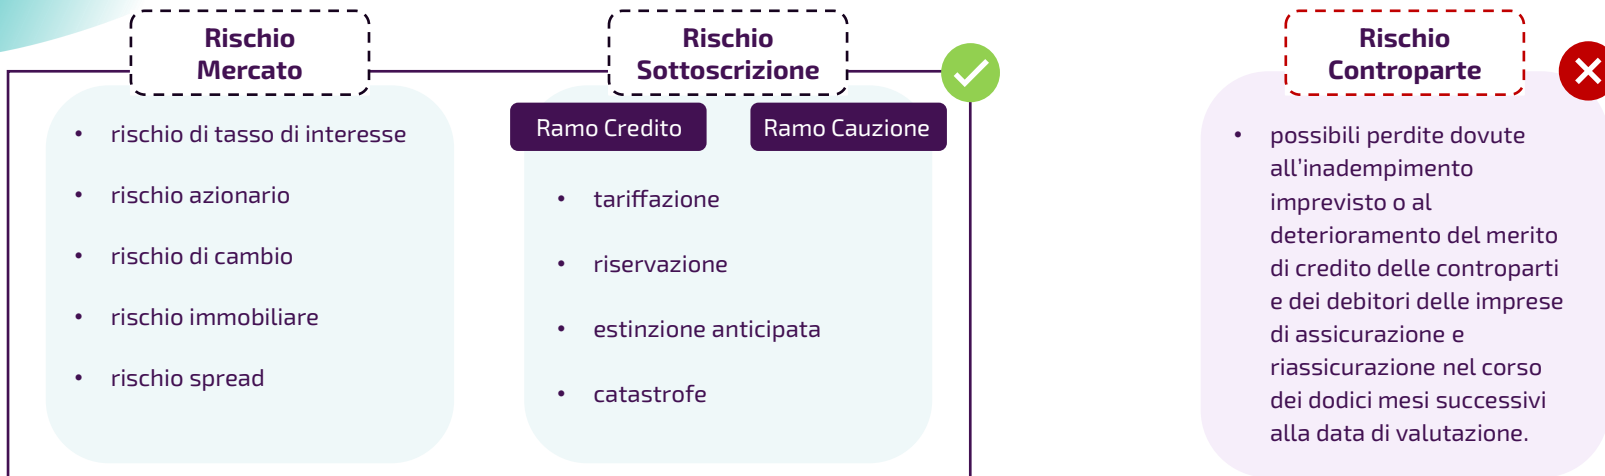 Rischio
Mercato
• rischio di tasso di interesse
• rischio azionario
• rischio di cambio
• rischio immobiliare
• rischio spread
Rischio
Sottoscrizione
Ramo Credito
Ramo Cauzione
• tariffazione
• riservazione
• estinzione anticipata
• catastrofe
Rischio
Controparte
• possibili perdite dovute
all’inadempimento
imprevisto o al
deterioramento del merito
di credito delle controparti
e dei debitori delle imprese
di assicurazione e
riassicurazione nel corso
dei dodici mesi successivi
alla data di valutazione.